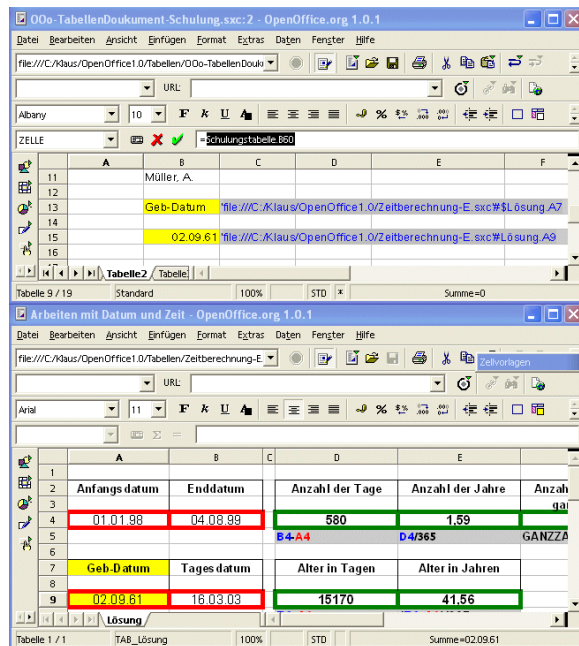 OOo-TabellenDoukument-Schulung.sxc:2 - OpenOffice.org 1.0.1
Datei Bearbeiten Ansicht Einfügen Format Extras Daten Fenster Hilfe
file:///C:/Klaus/OpenOffice1.0/Tabellen/OOo-TabellenDouk
URL:
Albany 10 F K U A
ZELLE =Schulungstabelle.B60
A B C D E F
11 Müller, A.
12
13 Geb-Datum 'file:///C:/Klaus/OpenOffice1.0/Zeitberechnung-E.sxc'#$Lösung.A7
14
15 02.09.61 'file:///C:/Klaus/OpenOffice1.0/Zeitberechnung-E.sxc'#Lösung.A9
16
Tabelle2 Tabelle
Tabelle 9 / 19 Standard 100% STD * Summe=0
Arbeiten mit Datum und Zeit - OpenOffice.org 1.0.1
Datei Bearbeiten Ansicht Einfügen Format Extras Daten Fenster Hilfe
file:///C:/Klaus/OpenOffice1.0/Tabellen/Zeitberechnung-E. Zellvorlagen
URL:
Arial 11 F K U A
A B C D E
1
2 Anfangsdatum Enddatum Anzahl der Tage Anzahl der Jahre Anzah
3 gar
4 01.01.98 04.08.99 580 1,59
5 B4-A4 D4/365 GANZZA
6
7 Geb-Datum Tagesdatum Alter in Tagen Alter in Jahren
8
9 02.09.61 16.03.03 15170 41,56
Lösung
Tabelle 1 / 1 TAB_Lösung 100% STD Summe=02.09.61